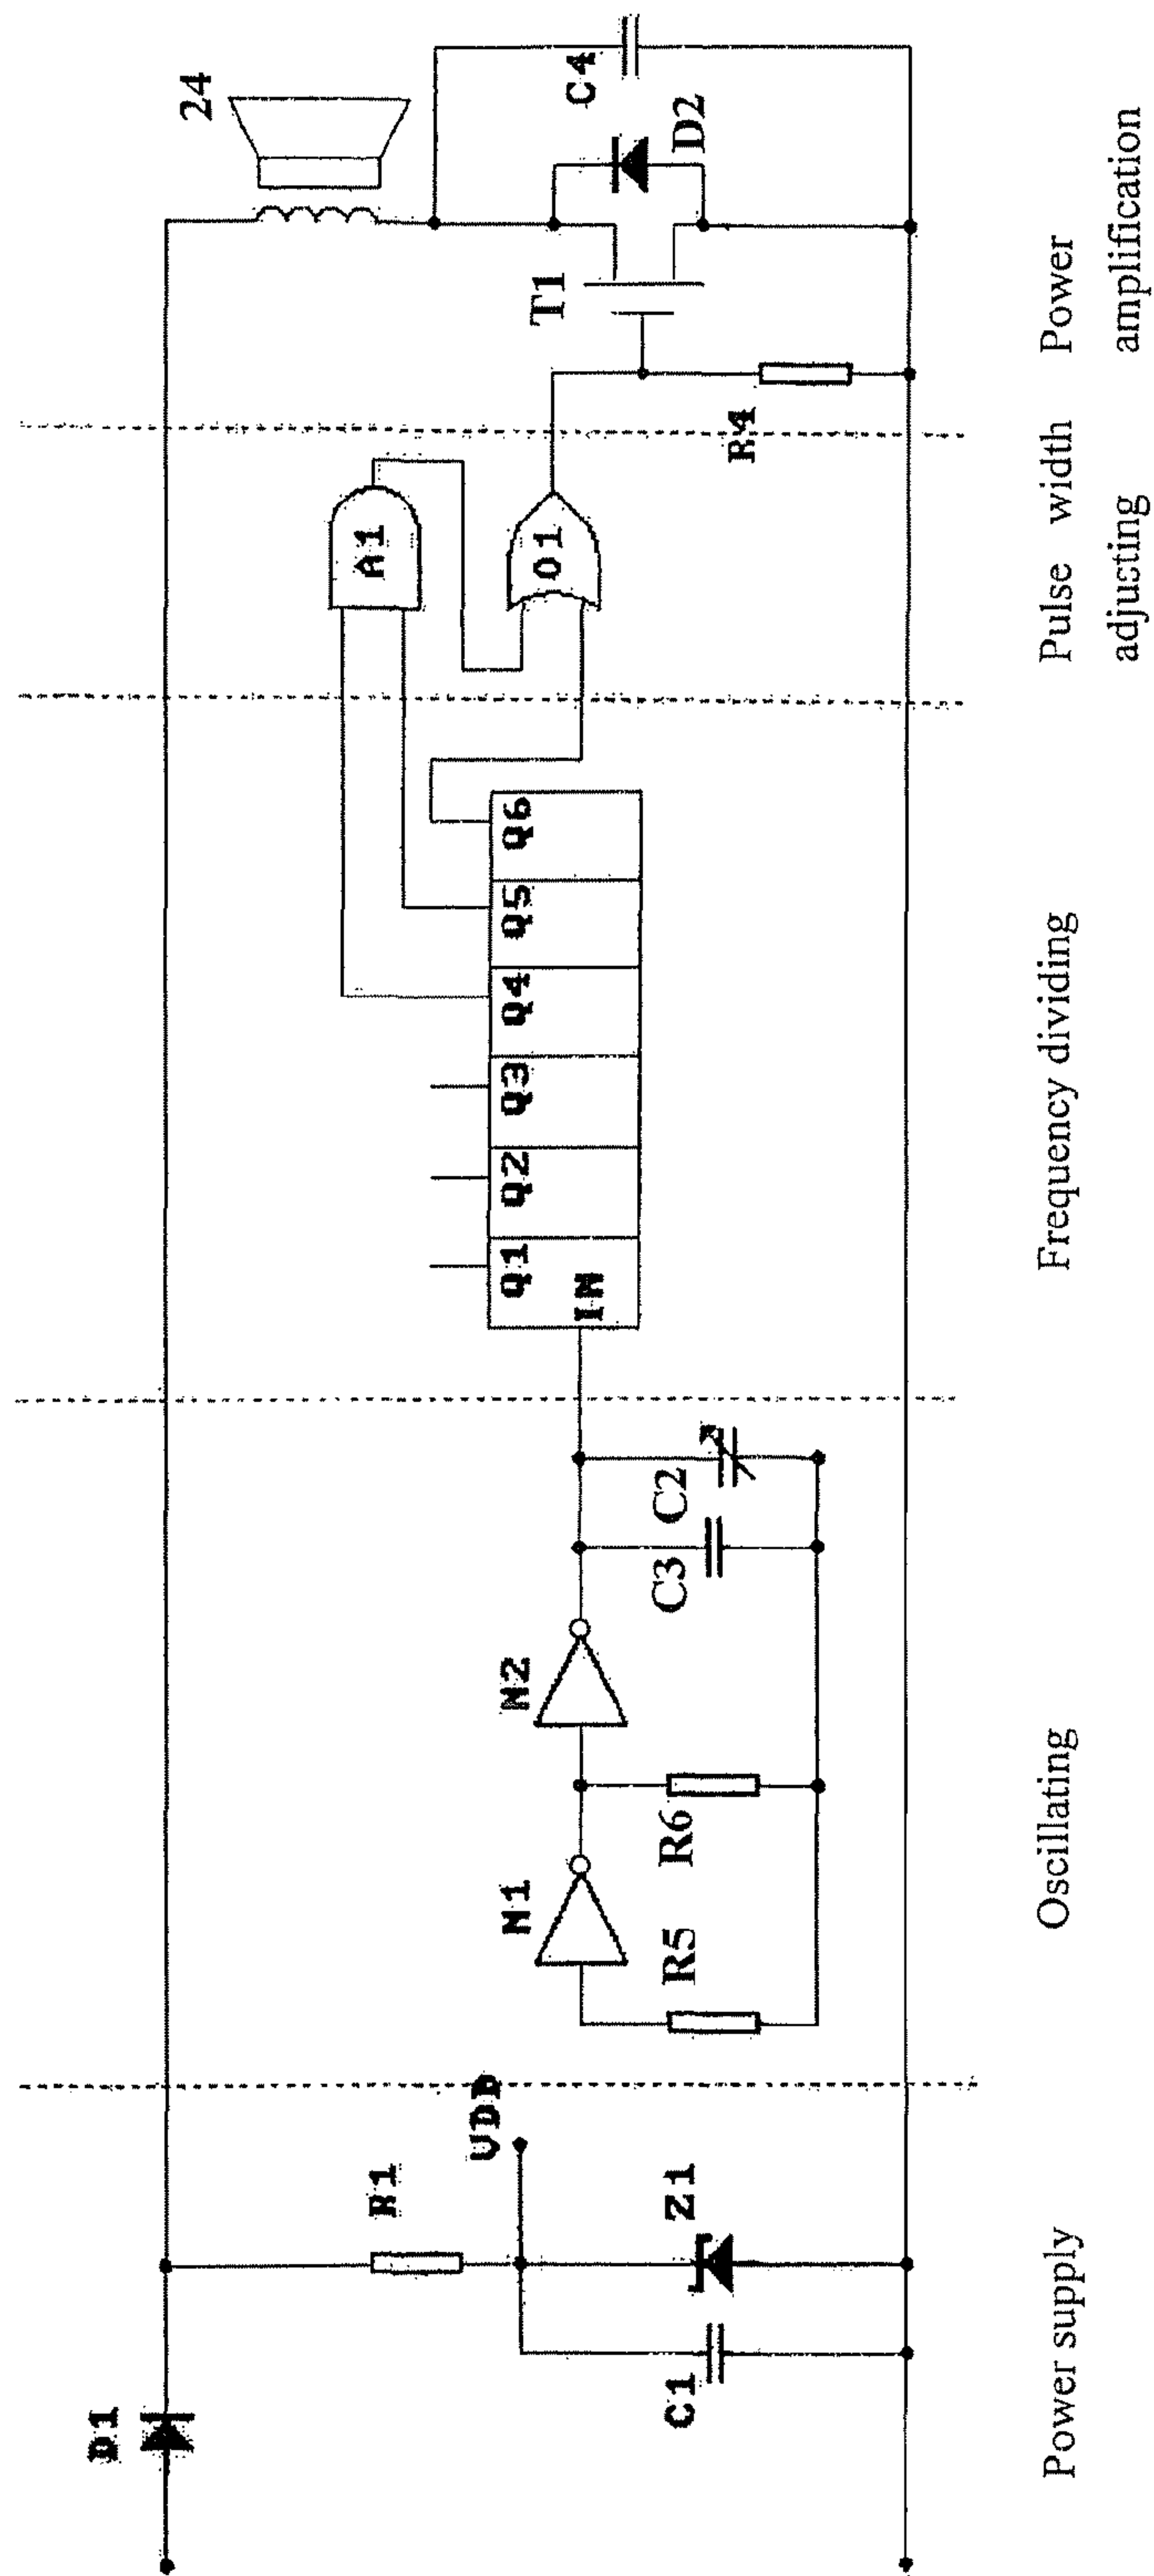 D1
C1
R1
Z1
VDD
Power supply
N1
R5
R6
N2
C3
C2
Oscillating
IN
Q1
Q2
Q3
Q4
Q5
Q6
Frequency dividing
A1
O1
Pulse width
adjusting
R4
T1
D2
C4
24
Power
amplification